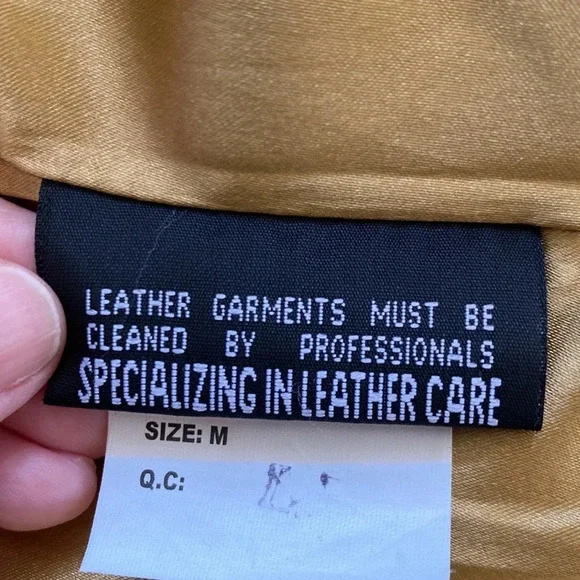 LEATHER GARMENTS MUST BE
CLEANED BY PROFESSIONALS
SPECIALIZING IN LEATHER CARE
SIZE: M
Q.C: